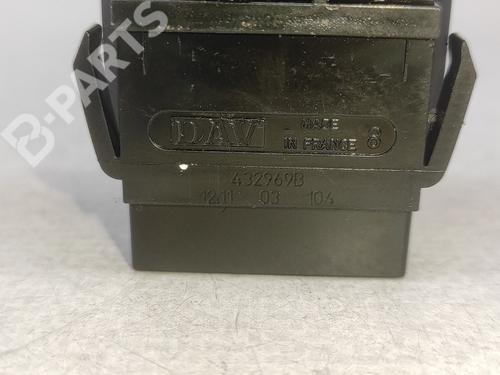 B-PARTS
DAV
MADE
IN FRANCE 8
432969B
12.11 03 104